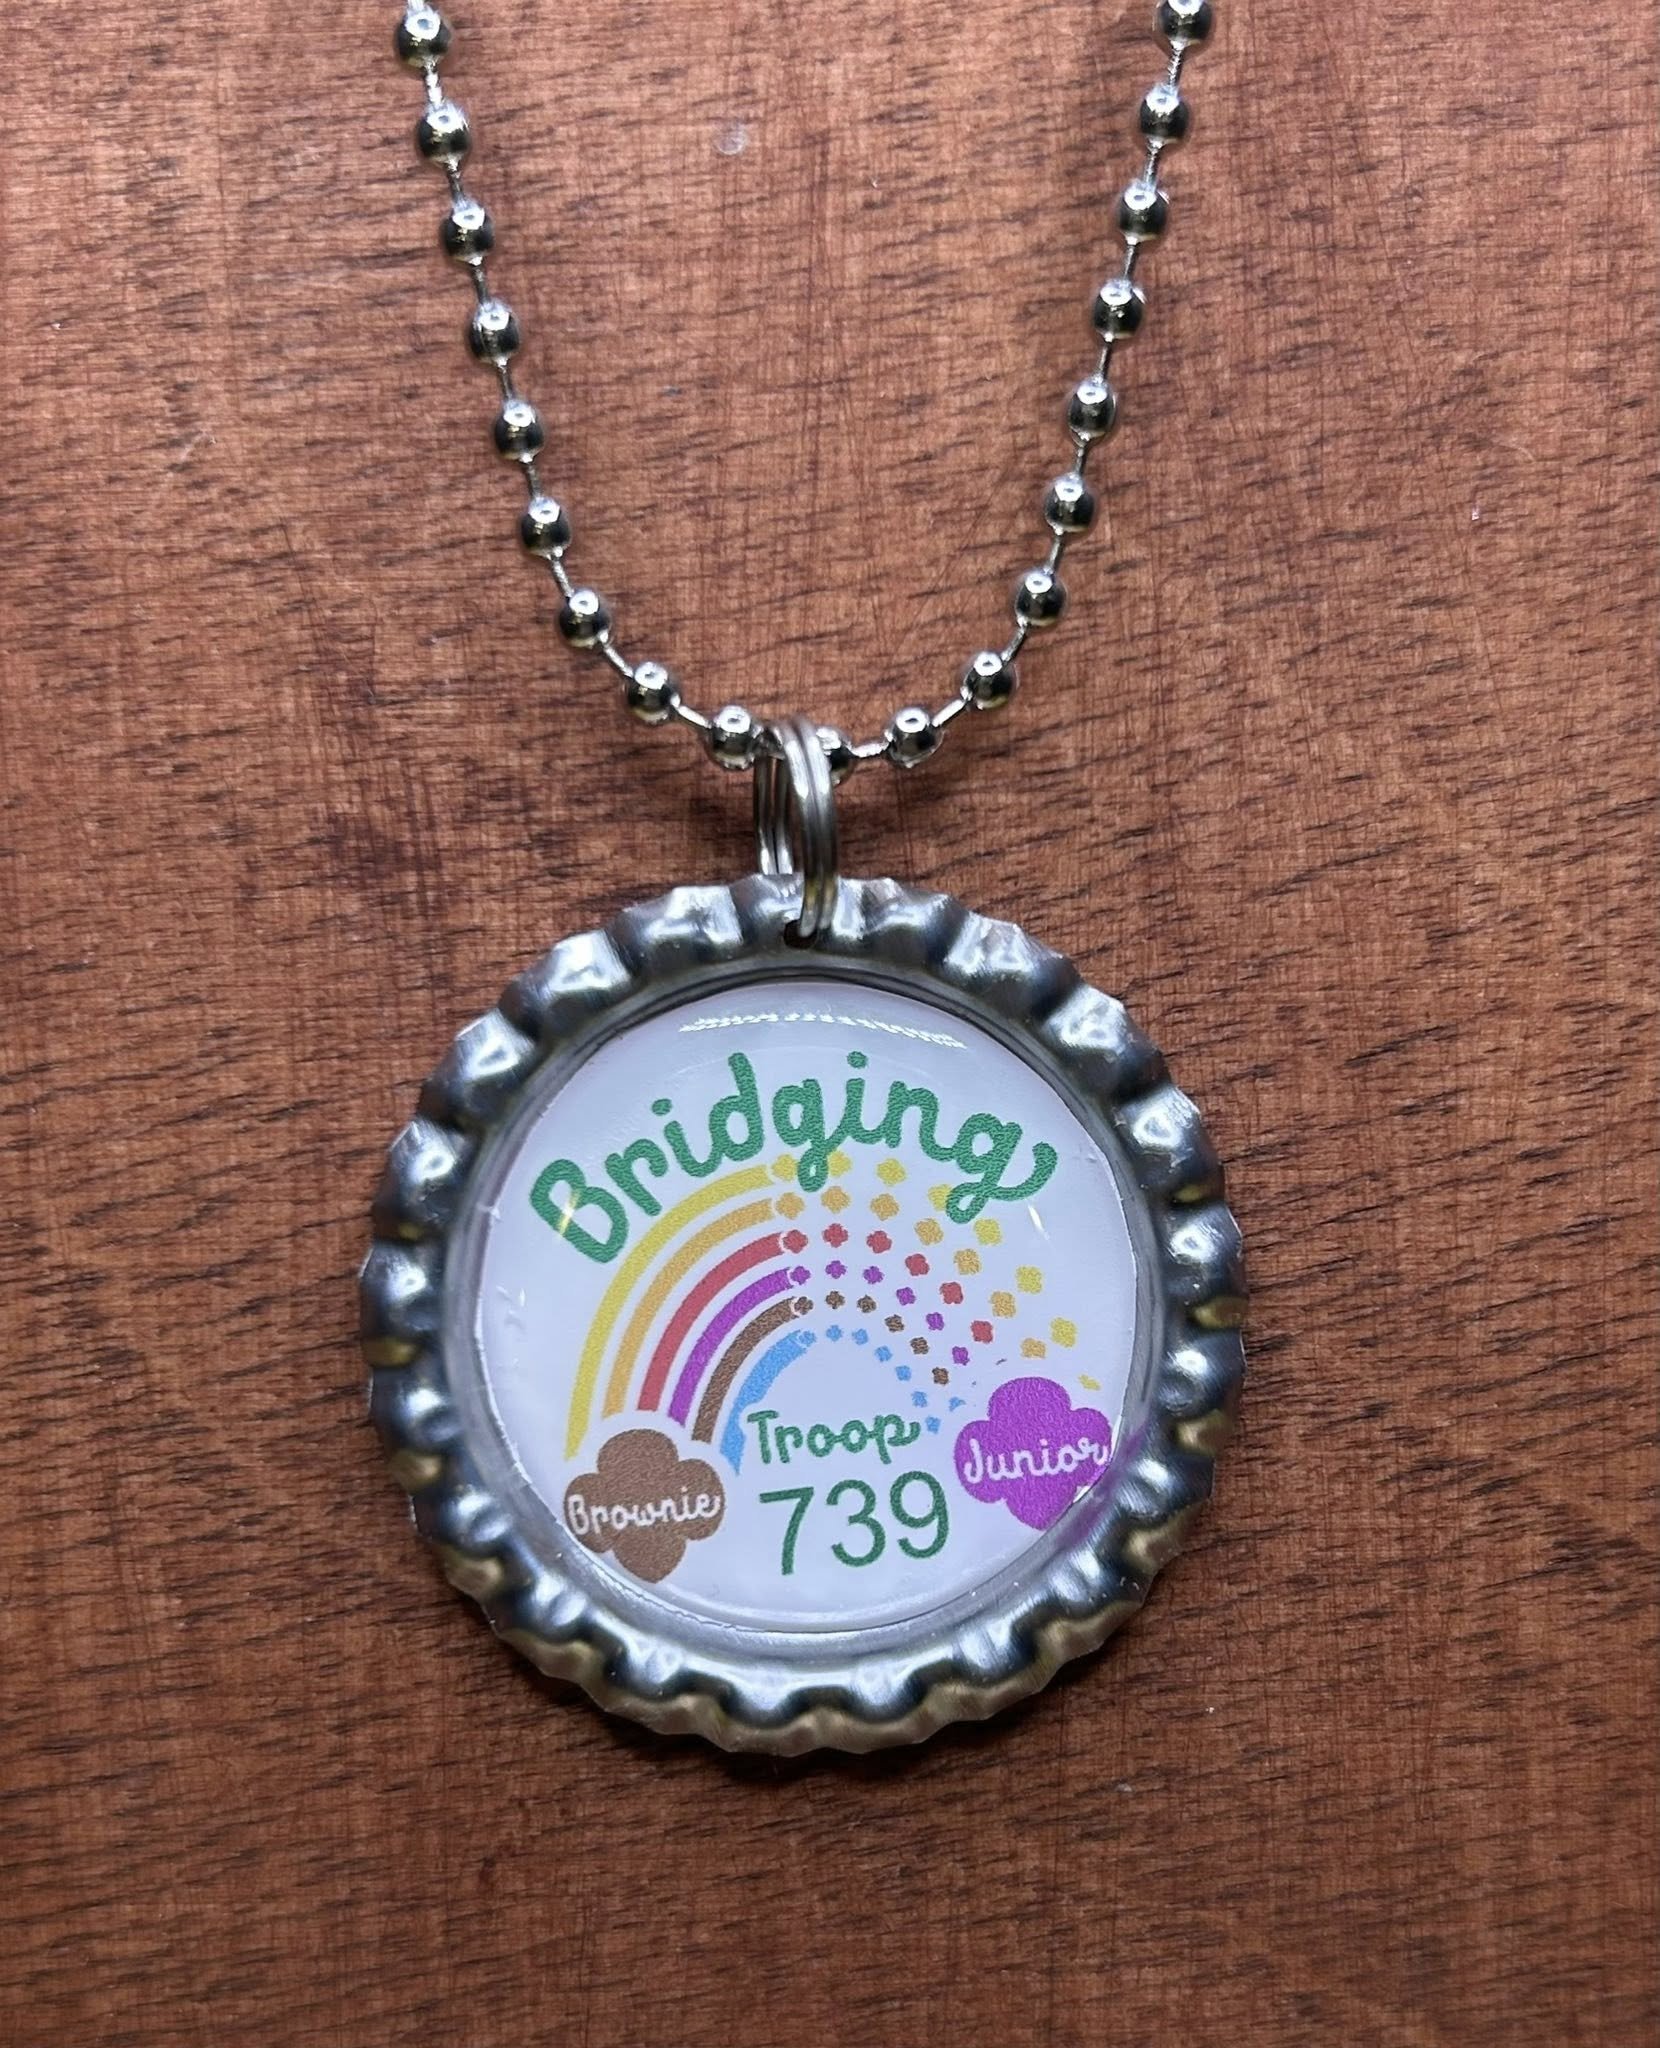 Bridging
Troop
Junior
Brownie
739